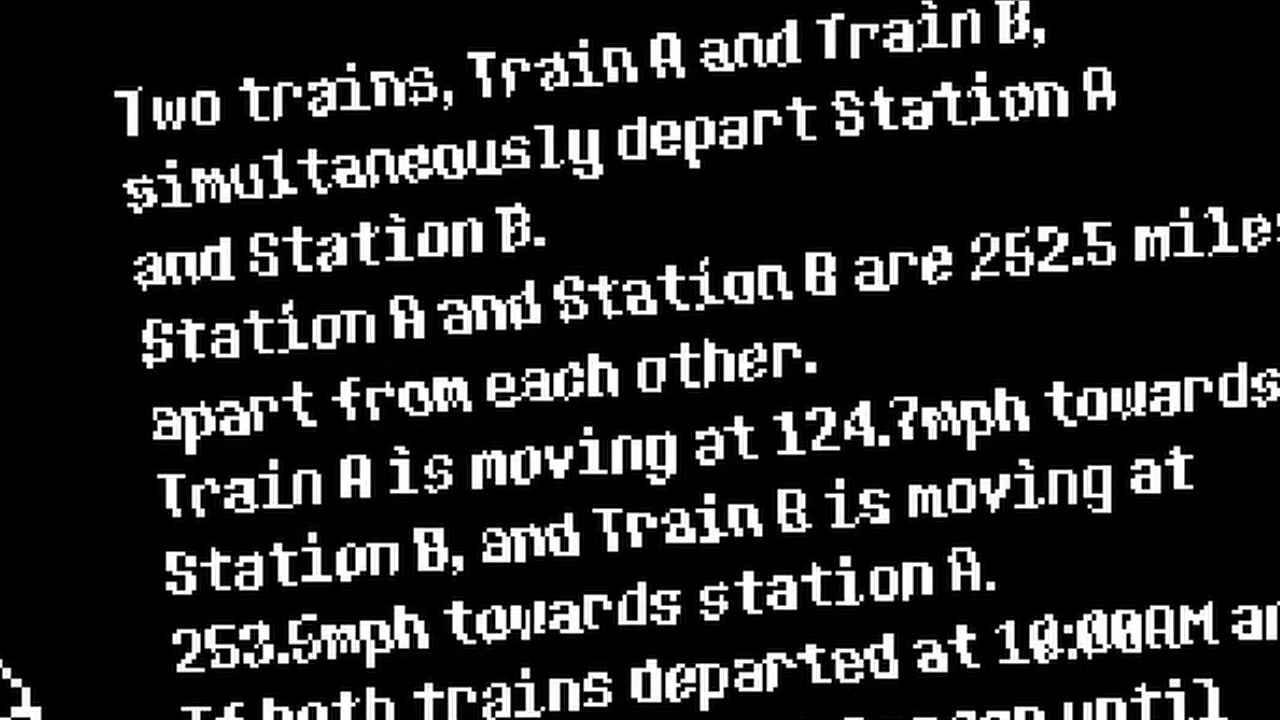 Two trains, Train A and Train B,
simultaneously depart Station A
and Station B.
Station A and Station B are 252.5 miles
apart from each other.
Train A is moving at 124.7mph towards
Station B, and Train B is moving at
253.5mph towards station A.
If both trains departed at 10:00AM
until